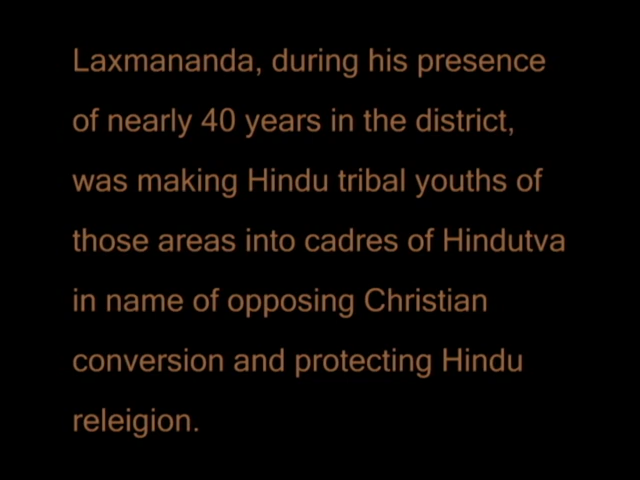 Laxmananda, during his presence
of nearly 40 years in the district,
was making Hindu tribal youths of
those areas into cadres of Hindutva
in name of opposing Christian
conversion and protecting Hindu
releigion.